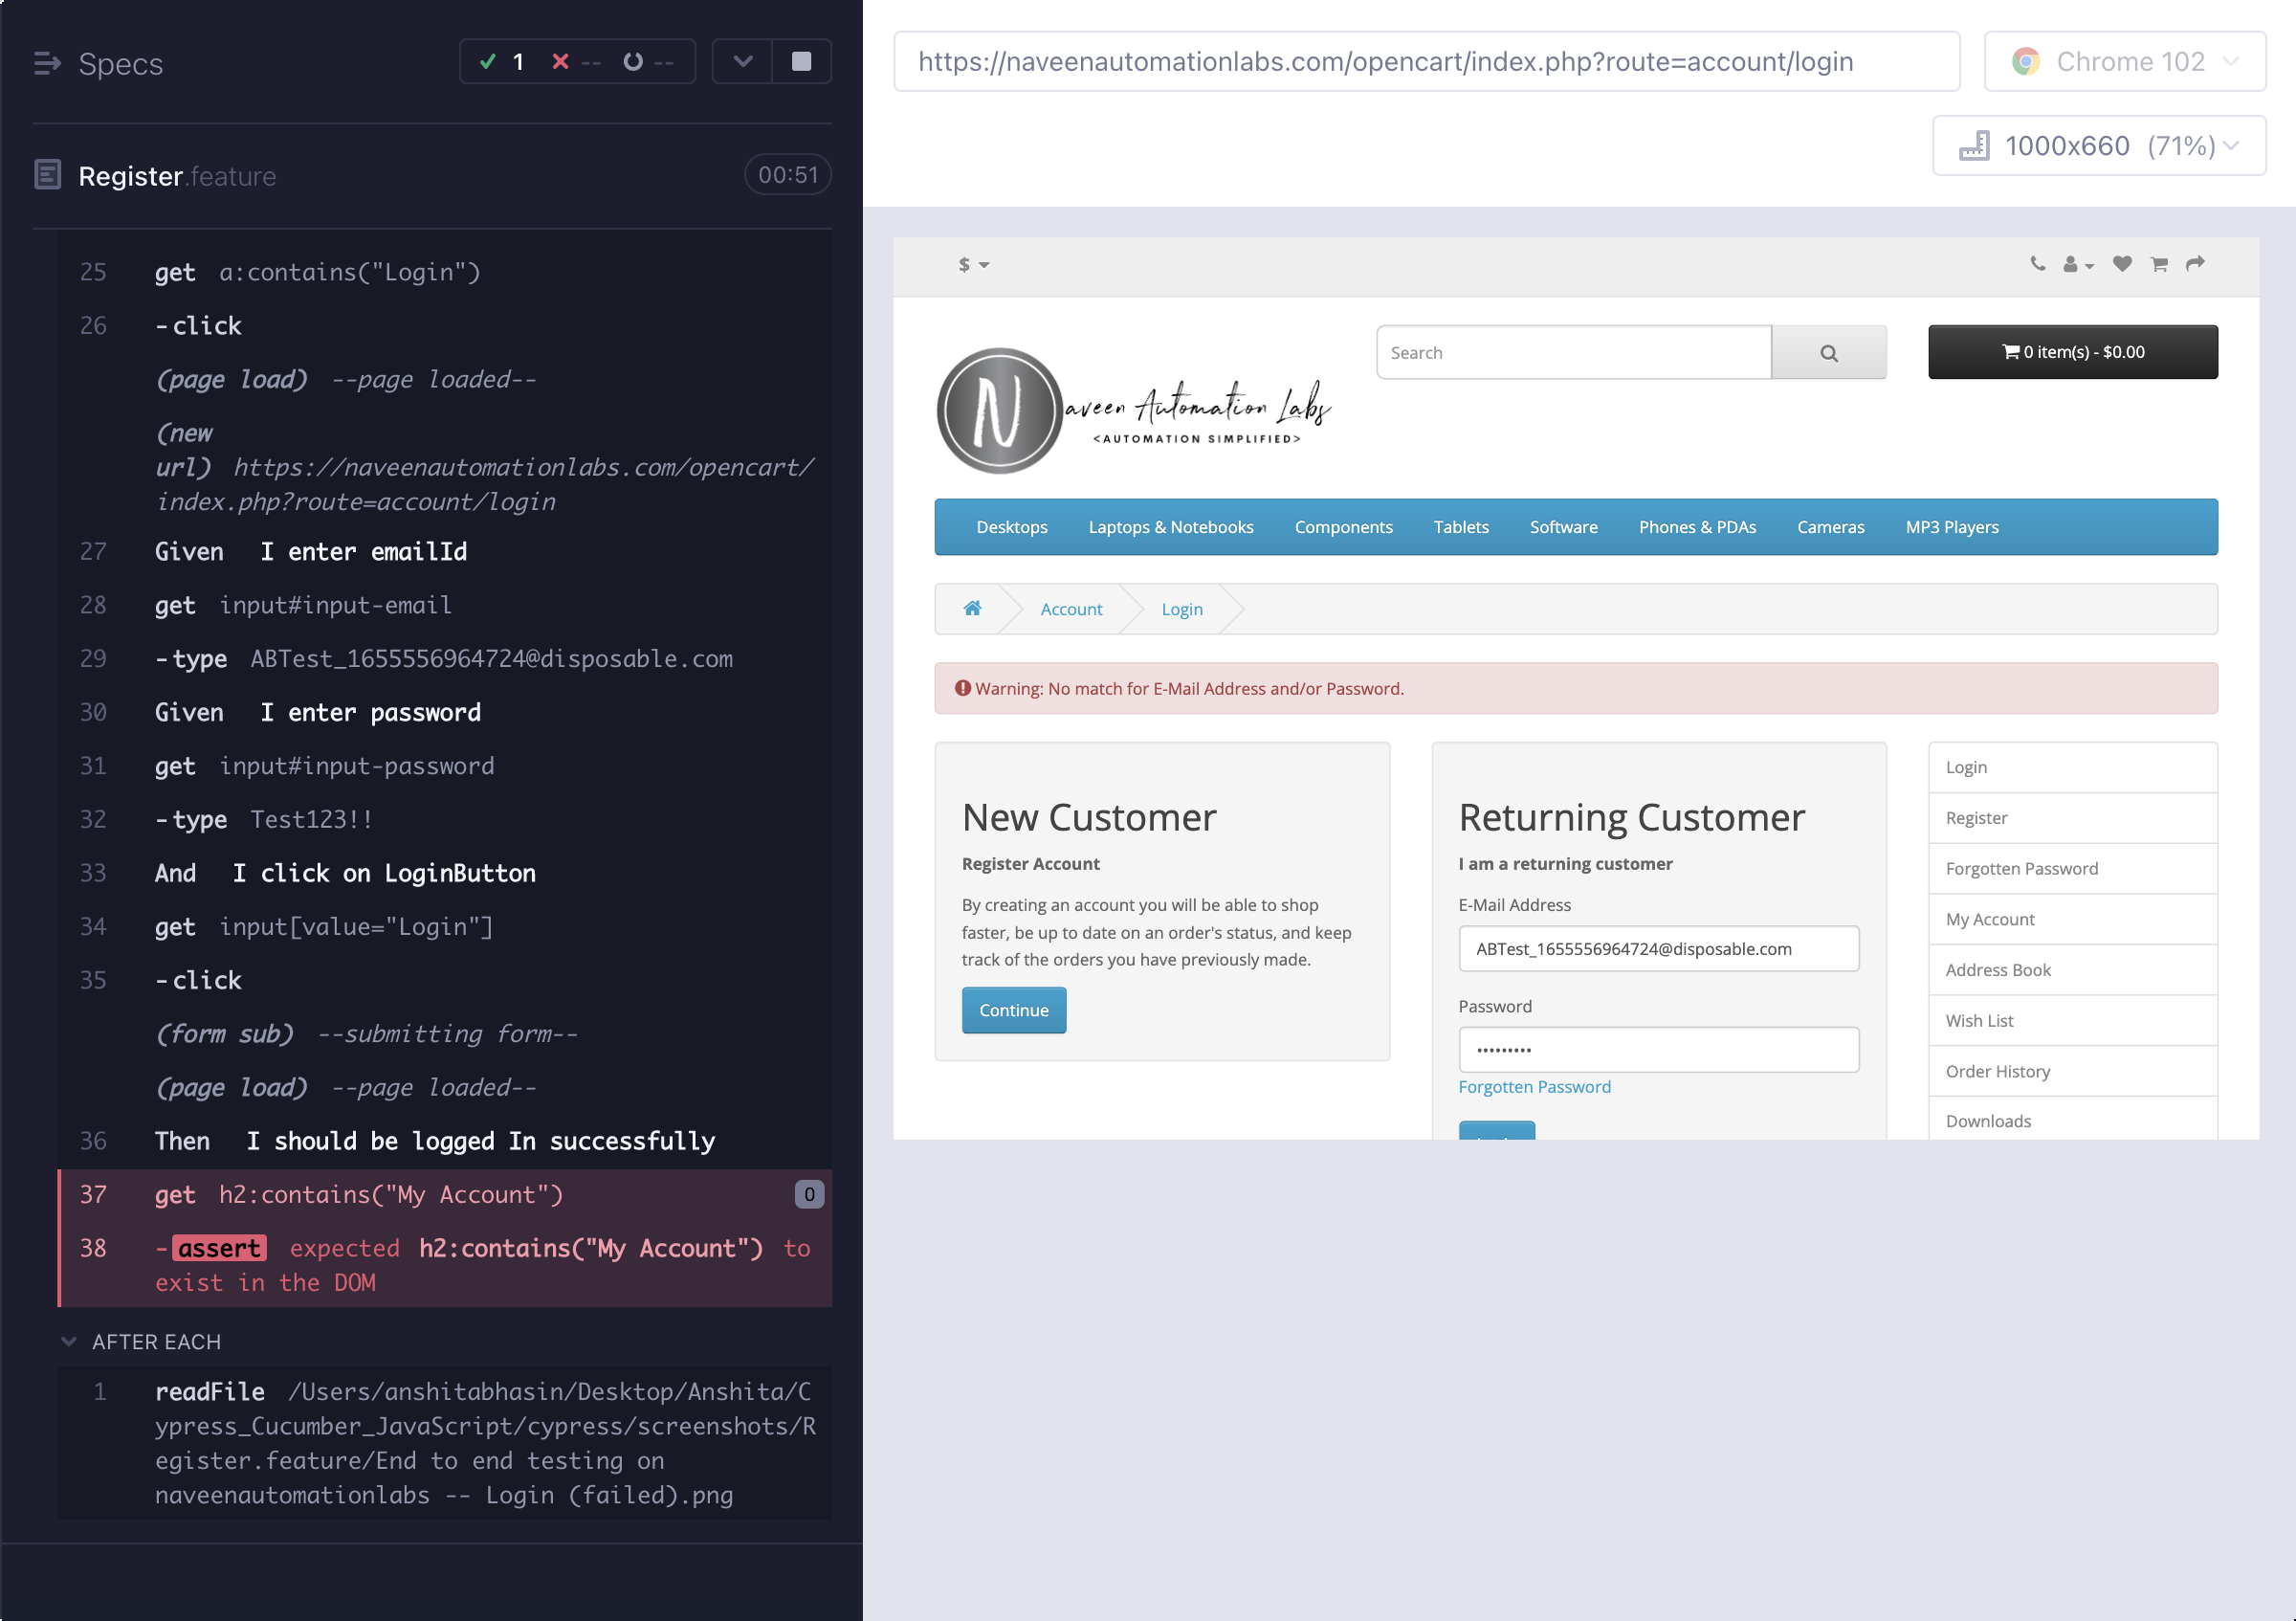 Specs
1
--
--
Register.feature
00:51
25 get a:contains("Login")
26 -click
(page load) --page loaded--
(new
url) https://naveenautomationlabs.com/opencart/
index.php?route=account/login
27 Given I enter emailId
28 get input#input-email
29 -type ABTest_1655556964724@disposable.com
30 Given I enter password
31 get input#input-password
32 -type Test123!!
33 And I click on LoginButton
34 get input[value="Login"]
35 -click
(form sub) --submitting form--
(page load) --page loaded--
36 Then I should be logged In successfully
37 get h2:contains("My Account") 0
38 -assert expected h2:contains("My Account") to
exist in the DOM
AFTER EACH
1 readFile /Users/anshitabhasin/Desktop/Anshita/C
ypress_Cucumber_JavaScript/cypress/screenshots/R
egister.feature/End to end testing on
naveenautomationlabs -- Login (failed).png
https://naveenautomationlabs.com/opencart/index.php?route=account/login
Chrome 102
1000x660 (71%)
$
Search
0 item(s) - $0.00
N
aveen Automation Labs
<AUTOMATION SIMPLIFIED>
Desktops Laptops & Notebooks Components Tablets Software Phones & PDAs Cameras MP3 Players
Account Login
Warning: No match for E-Mail Address and/or Password.
New Customer
Register Account
By creating an account you will be able to shop
faster, be up to date on an order's status, and keep
track of the orders you have previously made.
Continue
Returning Customer
I am a returning customer
E-Mail Address
ABTest_1655556964724@disposable.com
Password
•••••••••
Forgotten Password
Login
Register
Forgotten Password
My Account
Address Book
Wish List
Order History
Downloads